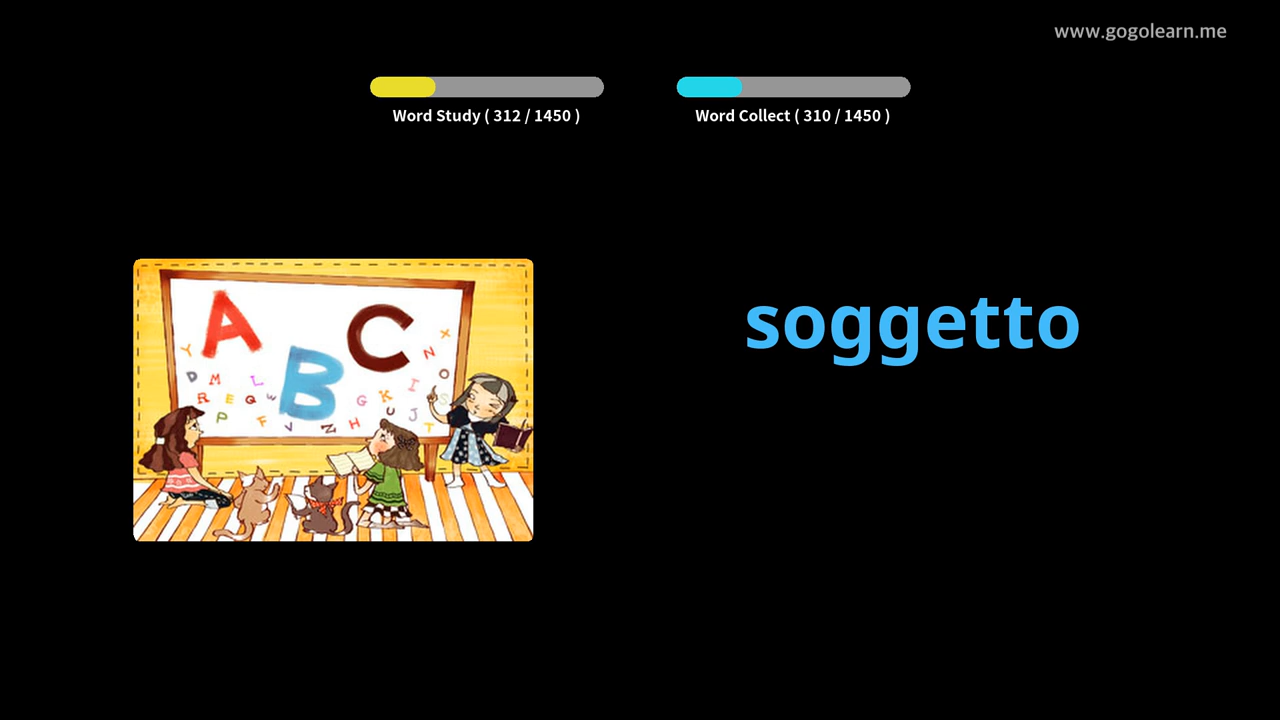 www.gogolearn.me
Word Study ( 312 / 1450 )
Word Collect ( 310 / 1450 )
soggetto
A
B
C
X
Y
N
D M L O
R E Q W G K I S
P F V Z H U J T